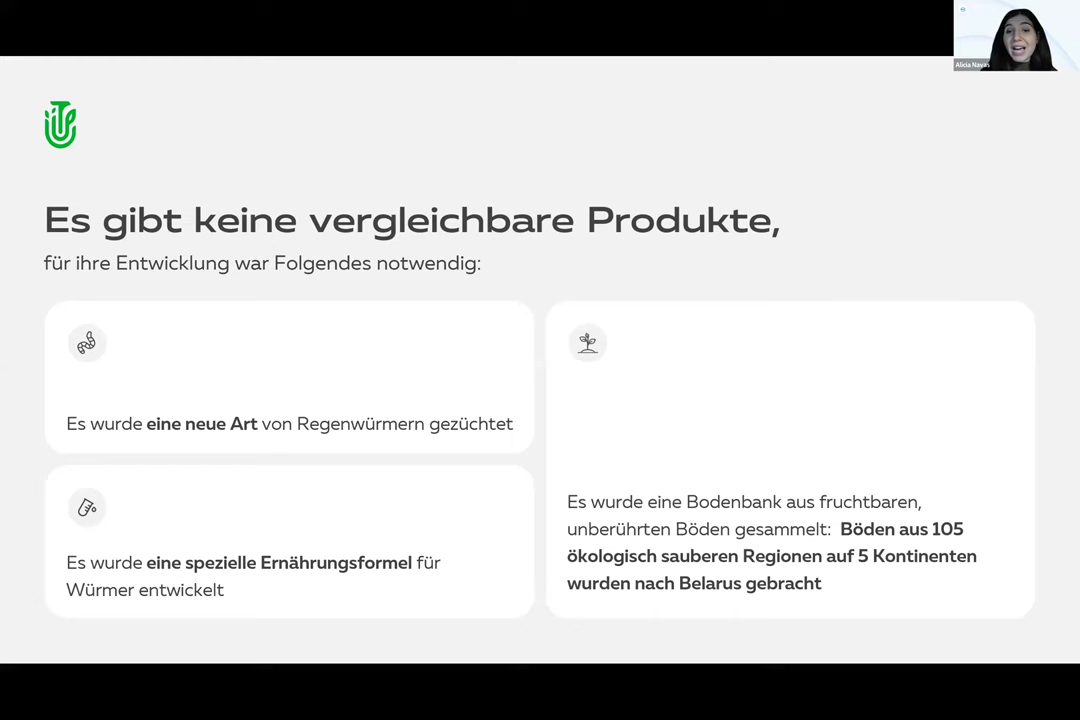 Alicia Navas
Es gibt keine vergleichbare Produkte,
für ihre Entwicklung war Folgendes notwendig:
Es wurde eine neue Art von Regenwürmern gezüchtet
Es wurde eine spezielle Ernährungsformel für
Würmer entwickelt
Es wurde eine Bodenbank aus fruchtbaren,
unberührten Böden gesammelt: Böden aus 105
ökologisch sauberen Regionen auf 5 Kontinenten
wurden nach Belarus gebracht